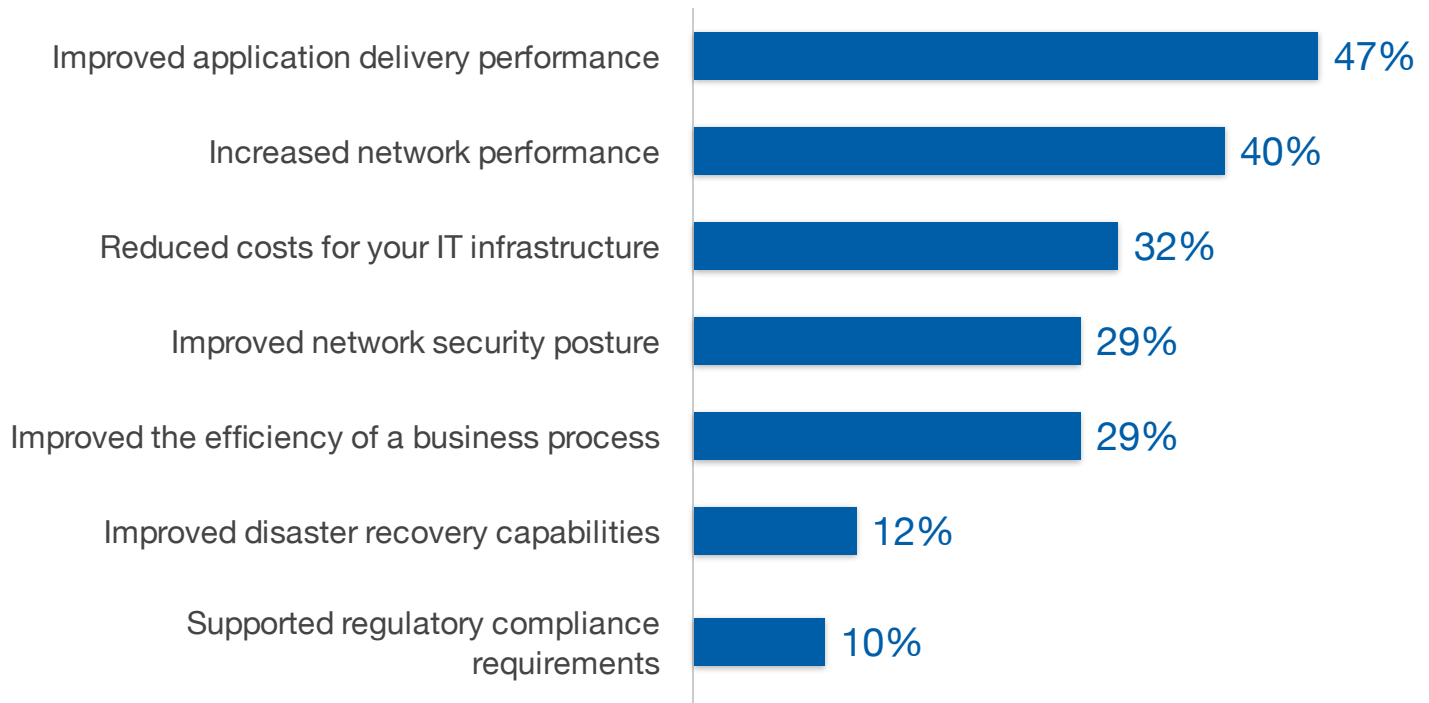 Improved application delivery performance 47%
Increased network performance 40%
Reduced costs for your IT infrastructure 32%
Improved network security posture 29%
Improved the efficiency of a business process 29%
Improved disaster recovery capabilities 12%
Supported regulatory compliance
requirements 10%